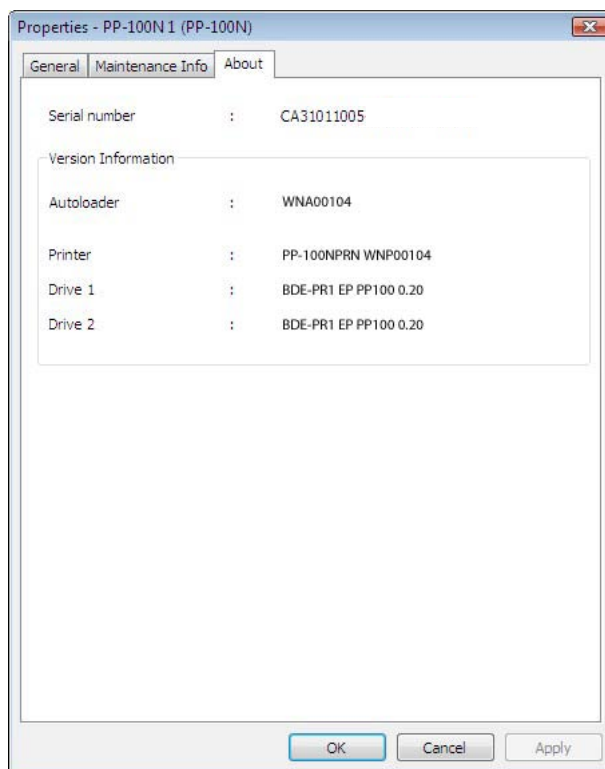 Properties - PP-100N 1 (PP-100N)
General Maintenance Info About
Serial number : CA31011005
Version Information
Autoloader : WNA00104
Printer : PP-100NPRN WNP00104
Drive 1 : BDE-PR1 EP PP100 0.20
Drive 2 : BDE-PR1 EP PP100 0.20
OK Cancel Apply